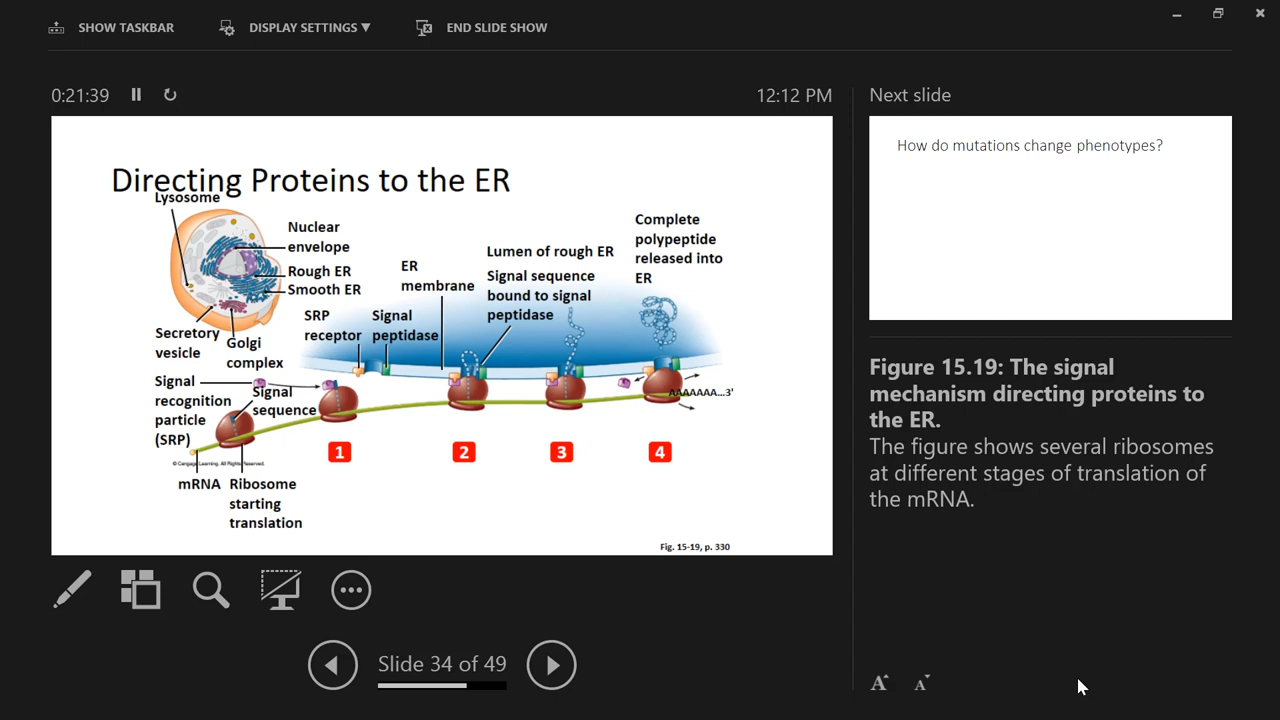 SHOW TASKBAR
DISPLAY SETTINGS ▼
END SLIDE SHOW
0:21:39
12:12 PM
Next slide
Directing Proteins to the ER
Lysosome
Nuclear
envelope
Rough ER
Smooth ER
Secretory
vesicle
Golgi
complex
SRP
receptor
Signal
peptidase
ER
membrane
Lumen of rough ER
Signal sequence
bound to signal
peptidase
Complete
polypeptide
released into
ER
Signal
recognition
particle
(SRP)
Signal
sequence
AAAAAAA...3'
1
2
3
4
© Cengage Learning. All Rights Reserved.
mRNA
Ribosome
starting
translation
Fig. 15-19, p. 330
How do mutations change phenotypes?
Figure 15.19: The signal
mechanism directing proteins to
the ER.
The figure shows several ribosomes
at different stages of translation of
the mRNA.
Slide 34 of 49
A
A